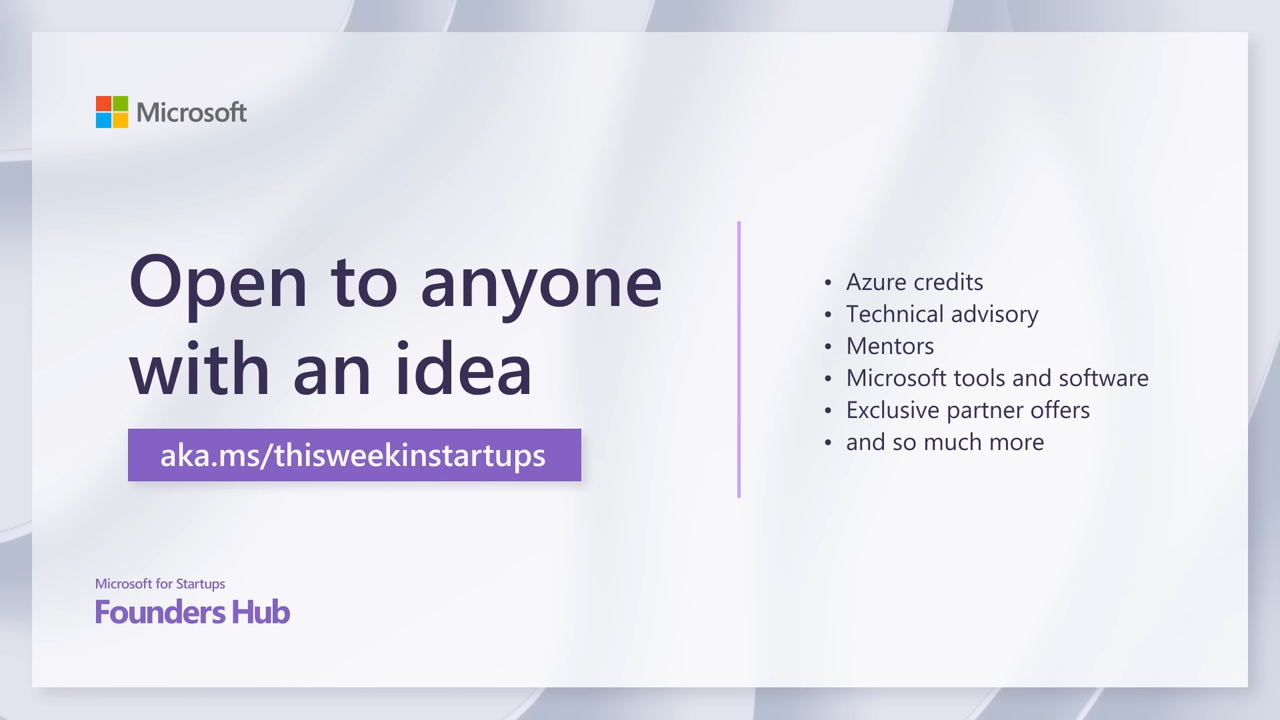 Microsoft
Open to anyone
with an idea
aka.ms/thisweekinstartups
• Azure credits
• Technical advisory
• Mentors
• Microsoft tools and software
• Exclusive partner offers
• and so much more
Microsoft for Startups
Founders Hub